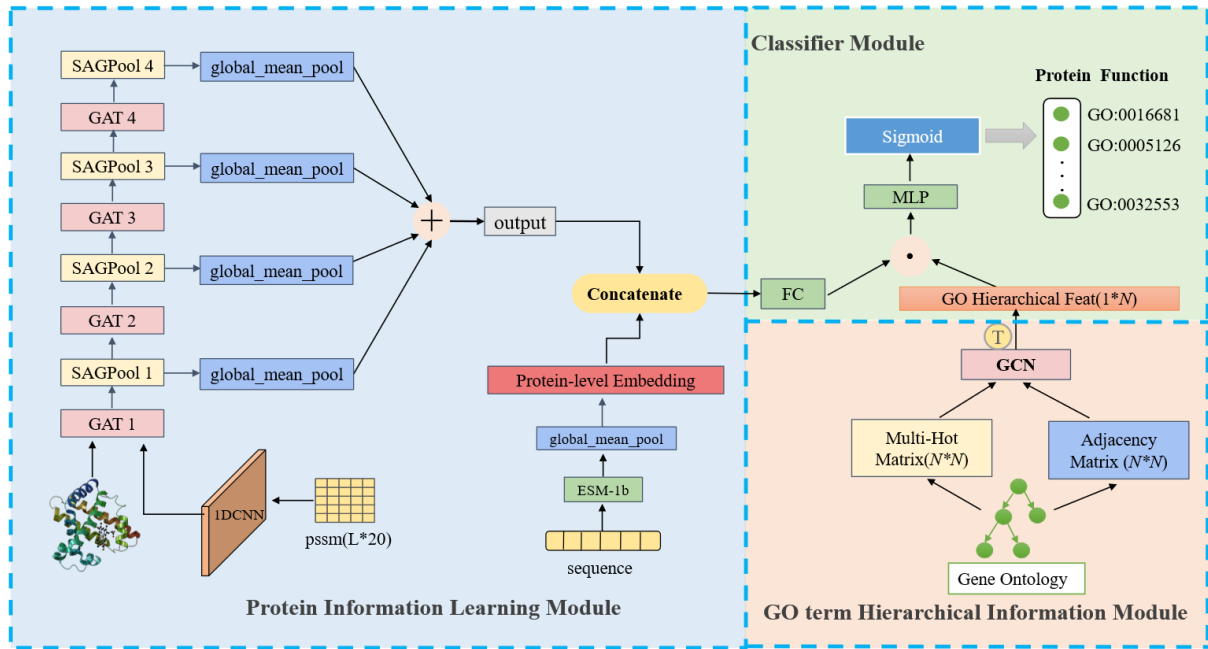 SAGPool 4
global_mean_pool
GAT 4
SAGPool 3
global_mean_pool
GAT 3
SAGPool 2
global_mean_pool
GAT 2
SAGPool 1
global_mean_pool
GAT 1
1DCNN
pssm(L*20)
+
output
Concatenate
Protein-level Embedding
global_mean_pool
ESM-1b
sequence
Protein Information Learning Module
Classifier Module
Protein Function
GO:0016681
GO:0005126
GO:0032553
Sigmoid
MLP
FC
GO Hierarchical Feat(1*N)
T
GCN
Multi-Hot
Matrix(N*N)
Adjacency
Matrix (N*N)
Gene Ontology
GO term Hierarchical Information Module